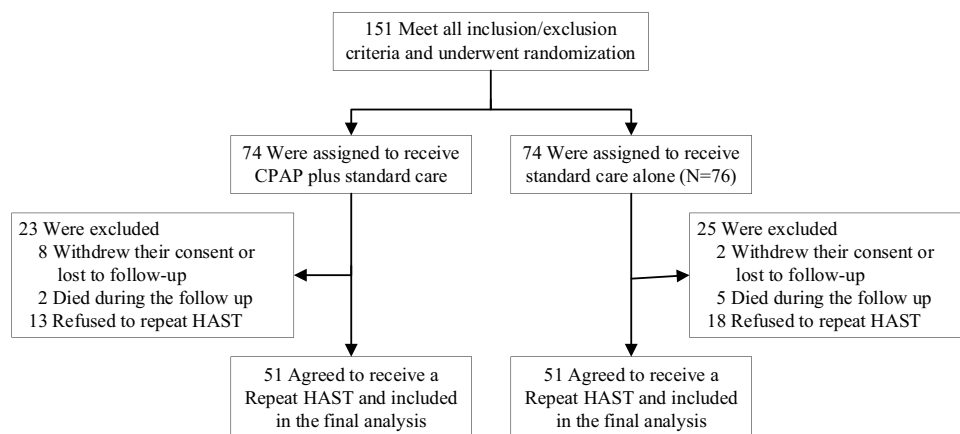 151 Meet all inclusion/exclusion
criteria and underwent randomization
74 Were assigned to receive
CPAP plus standard care
74 Were assigned to receive
standard care alone (N=76)
23 Were excluded
8 Withdrew their consent or
lost to follow-up
2 Died during the follow up
13 Refused to repeat HAST
25 Were excluded
2 Withdrew their consent or
lost to follow-up
5 Died during the follow up
18 Refused to repeat HAST
51 Agreed to receive a
Repeat HAST and included
in the final analysis
51 Agreed to receive a
Repeat HAST and included
in the final analysis